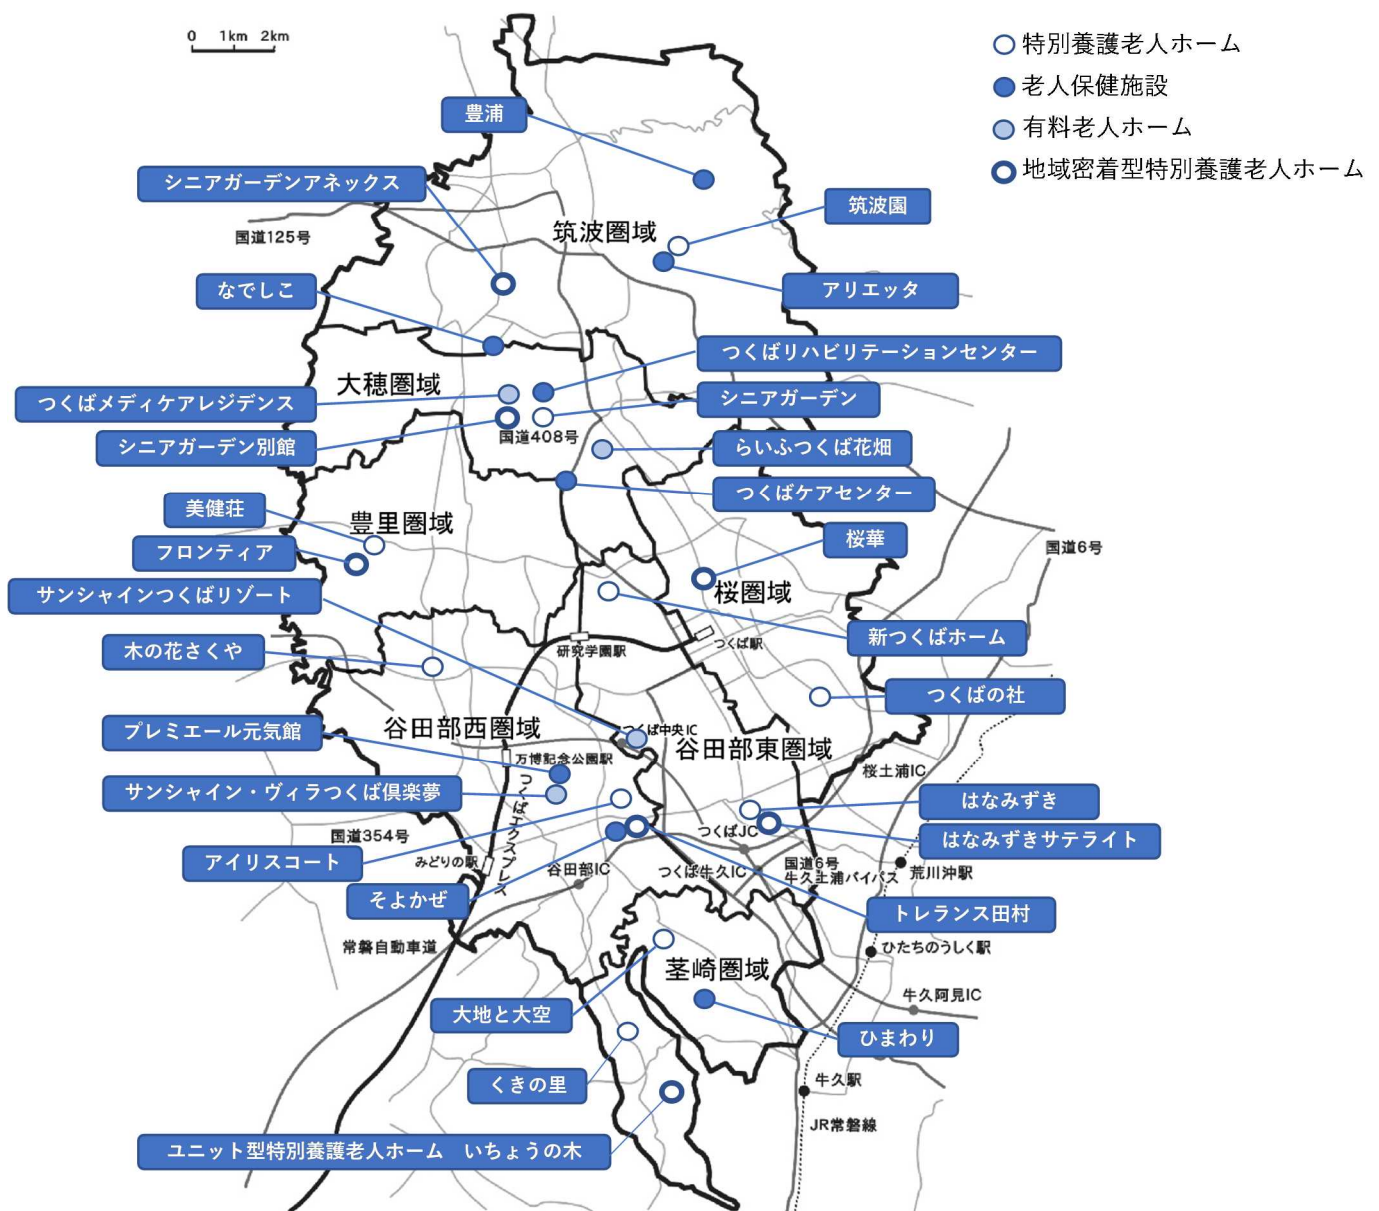 0 1km 2km
特別養護老人ホーム
老人保健施設
有料老人ホーム
地域密着型特別養護老人ホーム
豊浦
シニアガーデンアネックス
筑波園
国道125号
筑波圏域
なでしこ
アリエッタ
つくばリハビリテーションセンター
大穂圏域
つくばメディケアレジデンス
シニアガーデン
シニアガーデン別館
国道408号
らいふつくば花畑
つくばケアセンター
美健荘
豊里圏域
フロンティア
桜華
国道6号
サンシャインつくばリゾート
桜圏域
新つくばホーム
木の花さくや
研究学園駅
つくば駅
つくばの社
プレミエール元気館
谷田部西圏域
つくば中央IC
谷田部東圏域
万博記念公園駅
桜土浦IC
サンシャイン・ヴィラつくば倶楽夢
つくばエクスプレス
はなみずき
国道354号
つくばJC
はなみずきサテライト
アイリスコート
みどりの駅
谷田部IC
つくば牛久IC
国道6号
牛久土浦バイパス
荒川沖駅
そよかぜ
トレランス田村
常磐自動車道
ひたちのうしく駅
茎崎圏域
牛久阿見IC
大地と大空
ひまわり
くきの里
牛久駅
JR常磐線
ユニット型特別養護老人ホーム いちょうの木